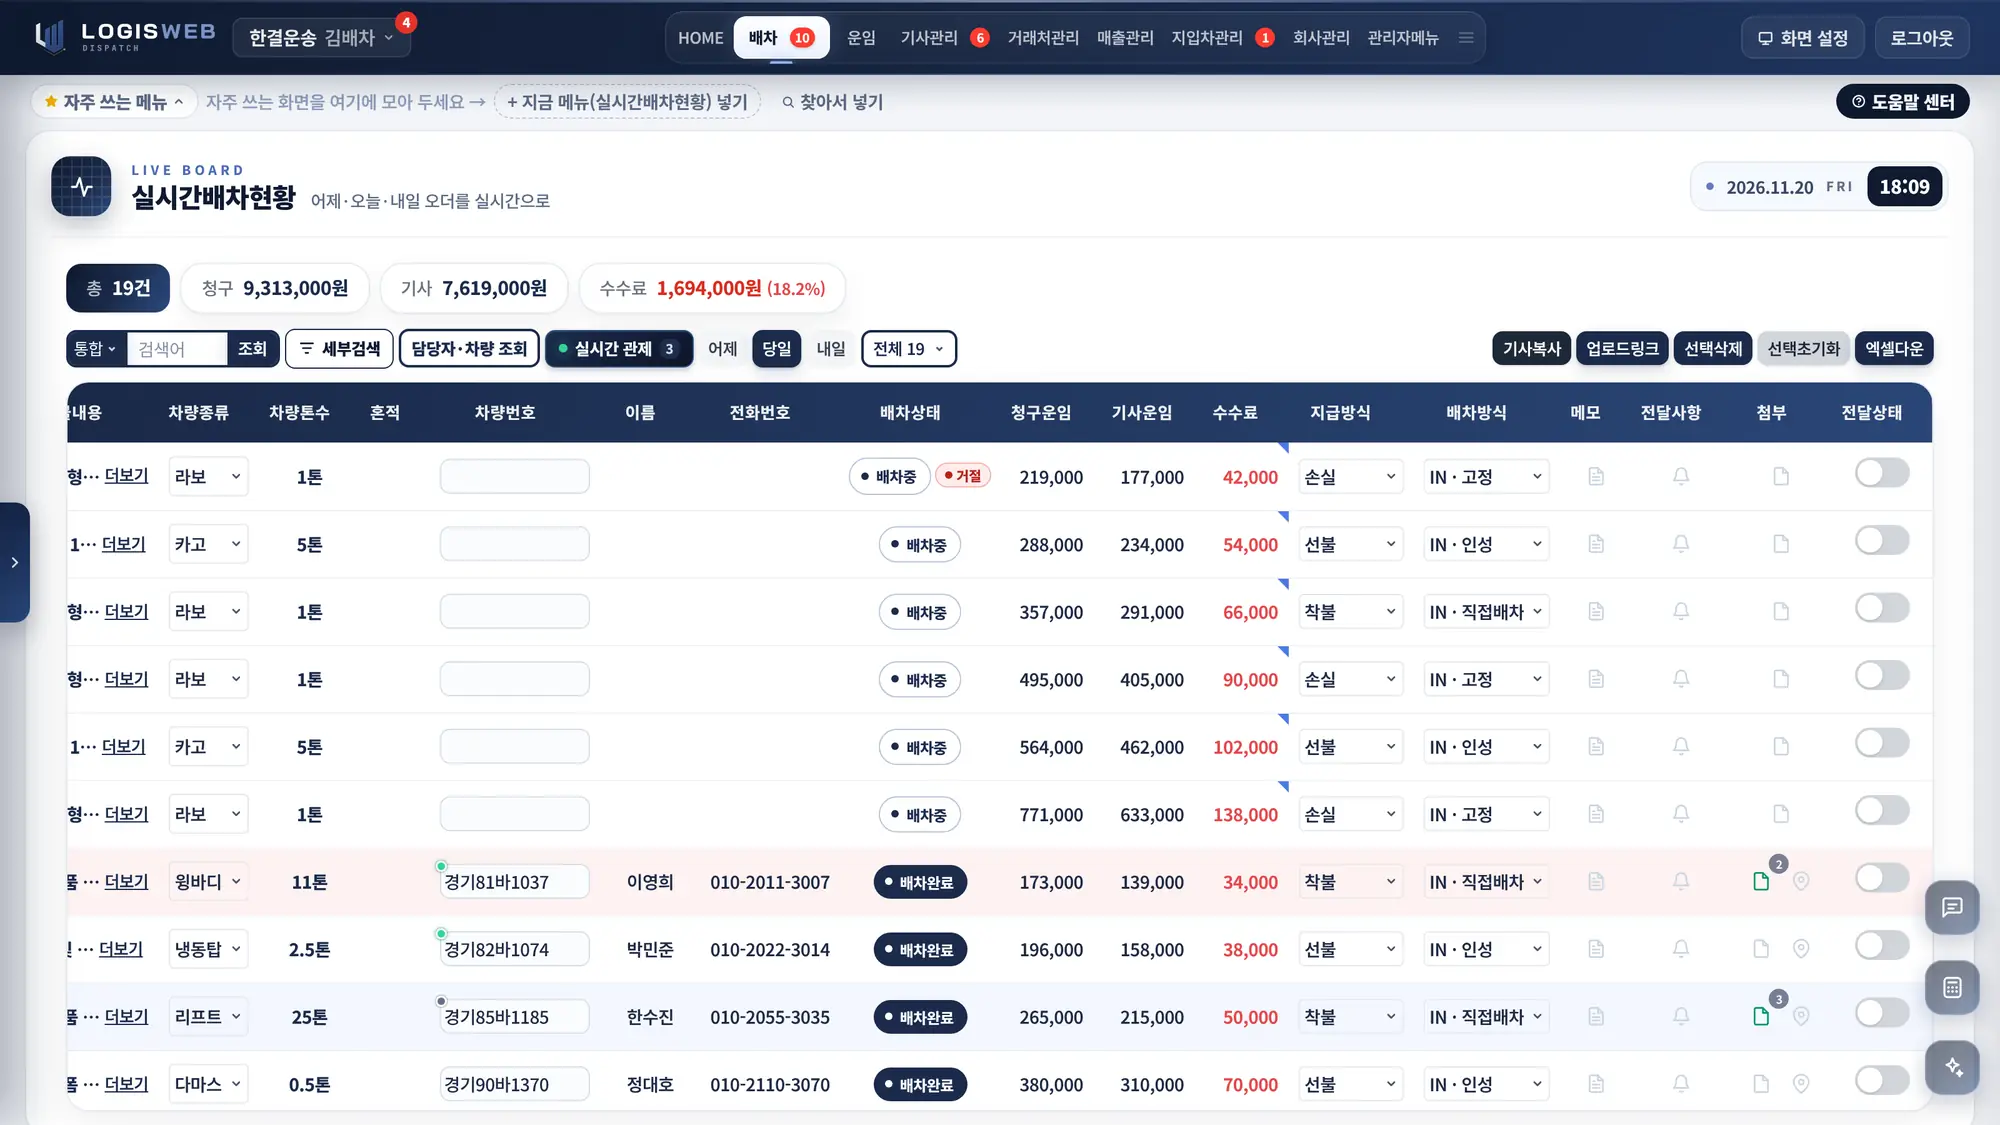 LOGISWEB
DISPATCH
한결운송 김배차 4
HOME 배차 10 운임 기사관리 6 거래처관리 매출관리 지입차관리 1 회사관리 관리자메뉴
화면 설정 로그아웃
자주 쓰는 메뉴 자주 쓰는 화면을 여기에 모아 두세요 → + 지금 메뉴(실시간배차현황) 넣기 찾아서 넣기
도움말 센터
LIVE BOARD
실시간배차현황 어제·오늘·내일 오더를 실시간으로
2026.11.20 FRI 18:09
총 19건 청구 9,313,000원 기사 7,619,000원 수수료 1,694,000원 (18.2%)
통합 검색어 조회 세부검색 담당자·차량 조회 실시간 관제 3 어제 당일 내일 전체 19
기사복사 업로드링크 선택삭제 선택초기화 엑셀다운
내용 차량종류 차량톤수 혼적 차량번호 이름 전화번호 배차상태 청구운임 기사운임 수수료 지급방식 배차방식 메모 전달사항 첨부 전달상태
형… 더보기 라보 1톤 배차중 거절 219,000 177,000 42,000 손실 IN · 고정
1… 더보기 카고 5톤 배차중 288,000 234,000 54,000 선불 IN · 인성
형… 더보기 라보 1톤 배차중 357,000 291,000 66,000 착불 IN · 직접배차
형… 더보기 라보 1톤 배차중 495,000 405,000 90,000 손실 IN · 고정
1… 더보기 카고 5톤 배차중 564,000 462,000 102,000 선불 IN · 인성
형… 더보기 라보 1톤 배차중 771,000 633,000 138,000 손실 IN · 고정
품 … 더보기 윙바디 11톤 경기81바1037 이영희 010-2011-3007 배차완료 173,000 139,000 34,000 착불 IN · 직접배차 2
… 더보기 냉동탑 2.5톤 경기82바1074 박민준 010-2022-3014 배차완료 196,000 158,000 38,000 선불 IN · 인성
품 … 더보기 리프트 25톤 경기85바1185 한수진 010-2055-3035 배차완료 265,000 215,000 50,000 착불 IN · 직접배차 3
품 … 더보기 다마스 0.5톤 경기90바1370 정대호 010-2110-3070 배차완료 380,000 310,000 70,000 선불 IN · 인성